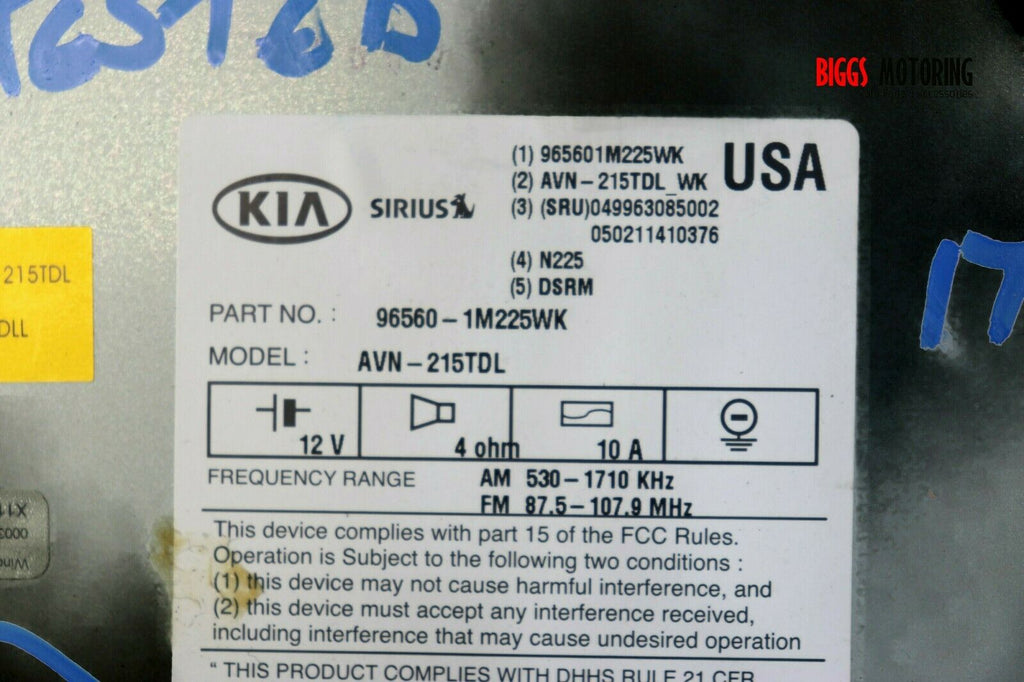 TESTED
BIGGS MOTORING
USA
(1) 965601M225WK
(2) AVN-215TDL_WK
KIA
SIRIUS
(3) (SRU)049963085002
050211410376
(4) N225
(5) DSRM
215TDL
DLL
17
PART NO. : 96560-1M225WK
MODEL : AVN-215TDL
12 V
4 ohm
10 A
FREQUENCY RANGE AM 530-1710 KHz
FM 87.5-107.9 MHz
This device complies with part 15 of the FCC Rules.
Operation is Subject to the following two conditions :
(1) this device may not cause harmful interference, and
(2) this device must accept any interference received,
including interference that may cause undesired operation
“ THIS PRODUCT COMPLIES WITH DHHS RULE 21 CFR